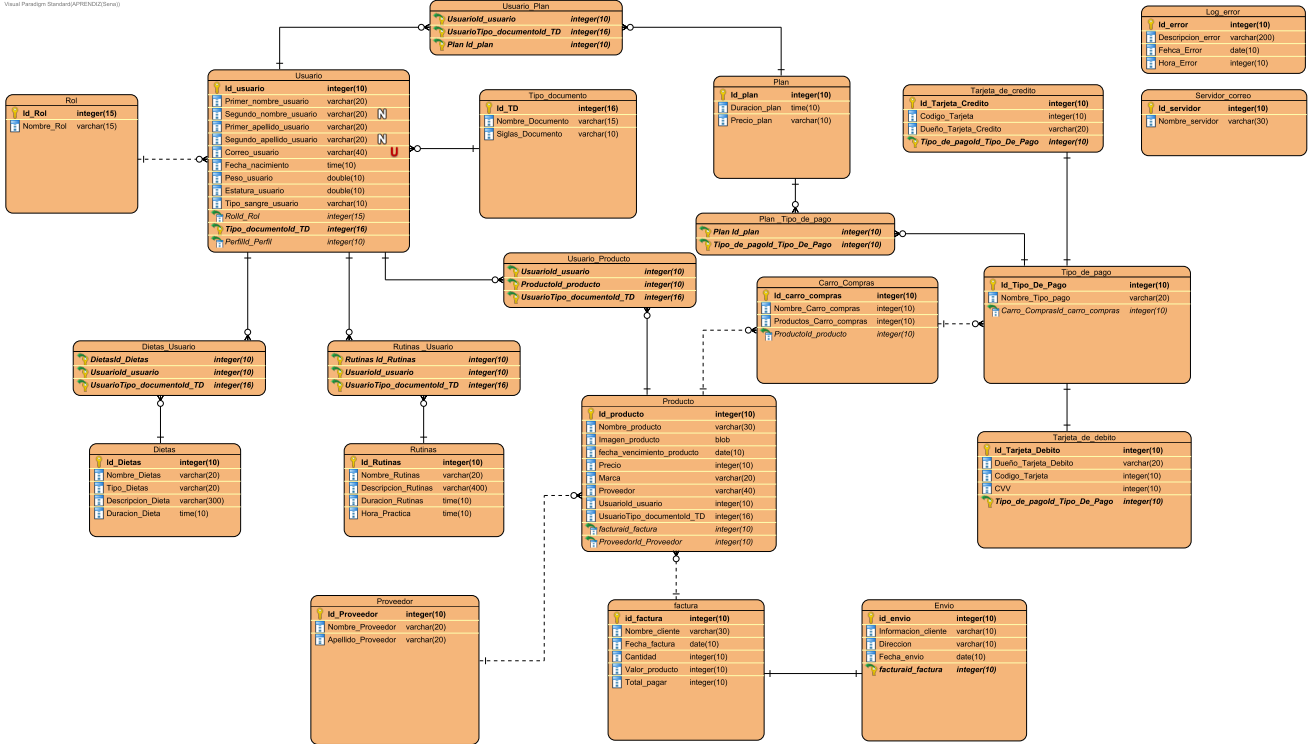 Visual Paradigm Standard(APRENDIZ(Sena))
Usuario_Plan
UsuarioId_usuario integer(10)
UsuarioTipo_documentoId_TD integer(16)
Plan Id_plan integer(10)
Log_error
Id_error integer(10)
Descripcion_error varchar(200)
Fehca_Error date(10)
Hora_Error integer(10)
Usuario
Id_usuario integer(10)
Primer_nombre_usuario varchar(20)
Segundo_nombre_usuario varchar(20) N
Primer_apellido_usuario varchar(20)
Segundo_apellido_usuario varchar(20) N
Correo_usuario varchar(40) U
Fecha_nacimiento time(10)
Peso_usuario double(10)
Estatura_usuario double(10)
Tipo_sangre_usuario varchar(10)
RolId_Rol integer(15)
Tipo_documentoId_TD integer(16)
PerfilId_Perfil integer(10)
Rol
Id_Rol integer(15)
Nombre_Rol varchar(15)
Tipo_documento
Id_TD integer(16)
Nombre_Documento varchar(15)
Siglas_Documento varchar(10)
Plan
Id_plan integer(10)
Duracion_plan time(10)
Precio_plan varchar(10)
Tarjeta_de_credito
Id_Tarjeta_Credito integer(10)
Codigo_Tarjeta integer(10)
Dueño_Tarjeta_Credito varchar(20)
Tipo_de_pagoId_Tipo_De_Pago integer(10)
Servidor_correo
Id_servidor integer(10)
Nombre_servidor varchar(30)
Plan _Tipo_de_pago
Plan Id_plan integer(10)
Tipo_de_pagoId_Tipo_De_Pago integer(10)
Usuario_Producto
UsuarioId_usuario integer(10)
ProductoId_producto integer(10)
UsuarioTipo_documentoId_TD integer(16)
Carro_Compras
Id_carro_compras integer(10)
Nombre_Carro_compras integer(10)
Productos_Carro_compras integer(10)
ProductoId_producto integer(10)
Tipo_de_pago
Id_Tipo_De_Pago integer(10)
Nombre_Tipo_pago varchar(20)
Carro_ComprasId_carro_compras integer(10)
Dietas_Usuario
DietasId_Dietas integer(10)
UsuarioId_usuario integer(10)
UsuarioTipo_documentoId_TD integer(16)
Rutinas _Usuario
Rutinas Id_Rutinas integer(10)
UsuarioId_usuario integer(10)
UsuarioTipo_documentoId_TD integer(16)
Producto
Id_producto integer(10)
Nombre_producto varchar(30)
Imagen_producto blob
fecha_vencimiento_producto date(10)
Precio integer(10)
Marca varchar(20)
Proveedor varchar(40)
UsuarioId_usuario integer(10)
UsuarioTipo_documentoId_TD integer(16)
facturaid_factura integer(10)
ProveedorId_Proveedor integer(10)
Tarjeta_de_debito
Id_Tarjeta_Debito integer(10)
Dueño_Tarjeta_Debito varchar(20)
Codigo_Tarjeta integer(10)
CVV integer(10)
Tipo_de_pagoId_Tipo_De_Pago integer(10)
Dietas
Id_Dietas integer(10)
Nombre_Dietas varchar(20)
Tipo_Dietas varchar(20)
Descripcion_Dieta varchar(300)
Duracion_Dieta time(10)
Rutinas
Id_Rutinas integer(10)
Nombre_Rutinas varchar(20)
Descripcion_Rutinas varchar(400)
Duracion_Rutinas time(10)
Hora_Practica time(10)
Proveedor
Id_Proveedor integer(10)
Nombre_Proveedor varchar(20)
Apellido_Proveedor varchar(20)
factura
id_factura integer(10)
Nombre_cliente varchar(30)
Fecha_factura date(10)
Cantidad integer(10)
Valor_producto integer(10)
Total_pagar integer(10)
Envio
id_envio integer(10)
Informacion_cliente varchar(10)
Direccion varchar(10)
Fecha_envio date(10)
facturaid_factura integer(10)